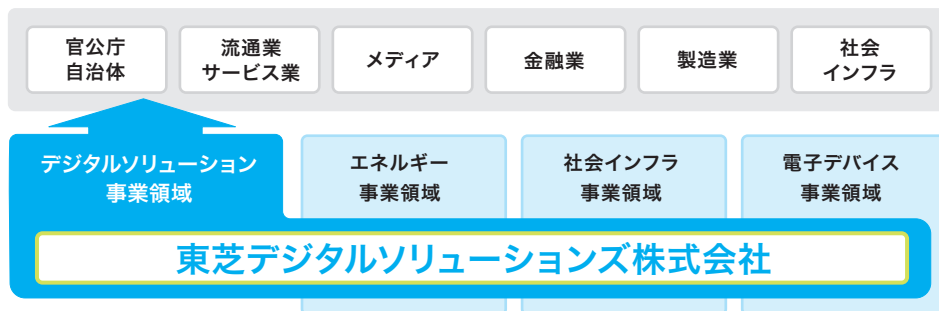 官公庁
自治体
流通業
サービス業
メディア
金融業
製造業
社会
インフラ
デジタルソリューション
事業領域
エネルギー
事業領域
社会インフラ
事業領域
電子デバイス
事業領域
東芝デジタルソリューションズ株式会社